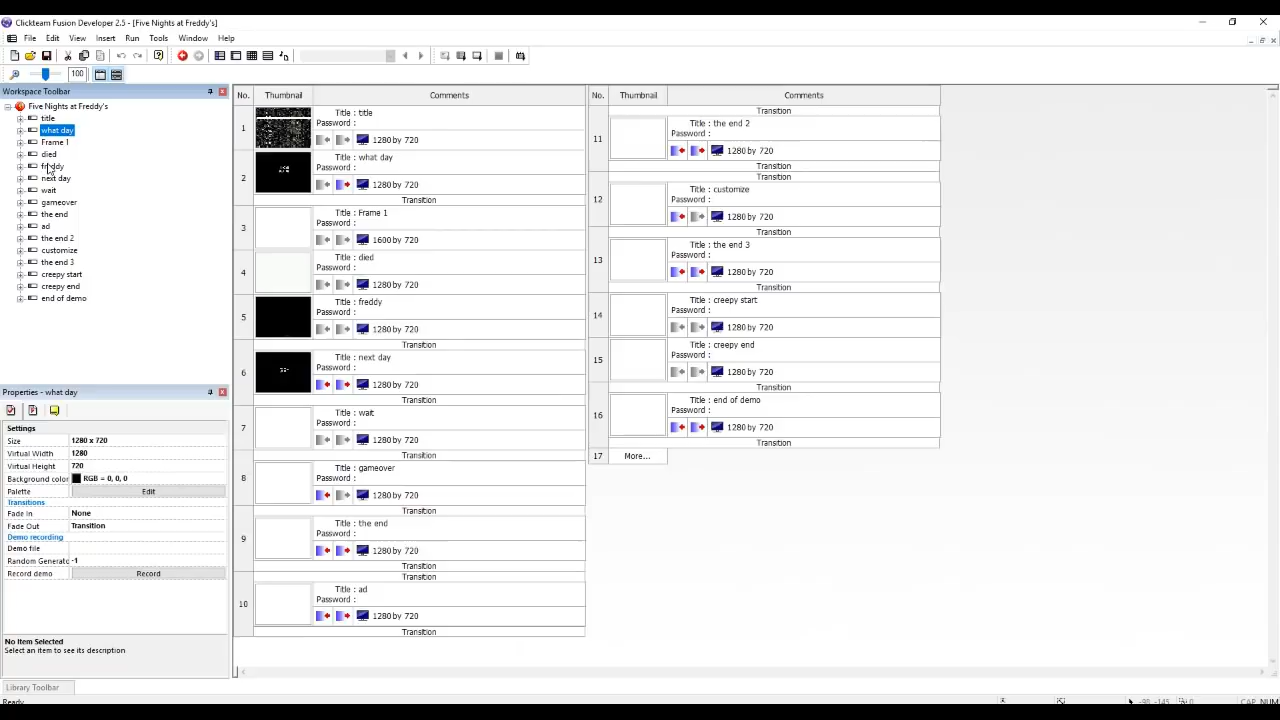 Clickteam Fusion Developer 2.5 - [Five Nights at Freddy's]
File Edit View Insert Run Tools Window Help
100
Workspace Toolbar
Five Nights at Freddy's
title
what day
Frame 1
died
freddy
next day
wait
gameover
the end
ad
the end 2
customize
the end 3
creepy start
creepy end
end of demo
Properties - what day
Settings
Size 1280 x 720
Virtual Width 1280
Virtual Height 720
Background color RGB = 0, 0, 0
Palette Edit
Transitions
Fade In None
Fade Out Transition
Demo recording
Demo file
Random Generato -1
Record demo Record
No Item Selected
Select an item to see its description
Library Toolbar
Ready
No. Thumbnail Comments
1
Title : title
Password :
1280 by 720
2
Title : what day
Password :
1280 by 720
Transition
3
Title : Frame 1
Password :
1600 by 720
4
Title : died
Password :
1280 by 720
5
Title : freddy
Password :
1280 by 720
Transition
6
Title : next day
Password :
1280 by 720
Transition
7
Title : wait
Password :
1280 by 720
Transition
8
Title : gameover
Password :
1280 by 720
Transition
9
Title : the end
Password :
1280 by 720
Transition
Transition
10
Title : ad
Password :
1280 by 720
Transition
No. Thumbnail Comments
Transition
11
Title : the end 2
Password :
1280 by 720
Transition
Transition
12
Title : customize
Password :
1280 by 720
Transition
13
Title : the end 3
Password :
1280 by 720
Transition
14
Title : creepy start
Password :
1280 by 720
15
Title : creepy end
Password :
1280 by 720
Transition
16
Title : end of demo
Password :
1280 by 720
Transition
17 More...
CAP NUM